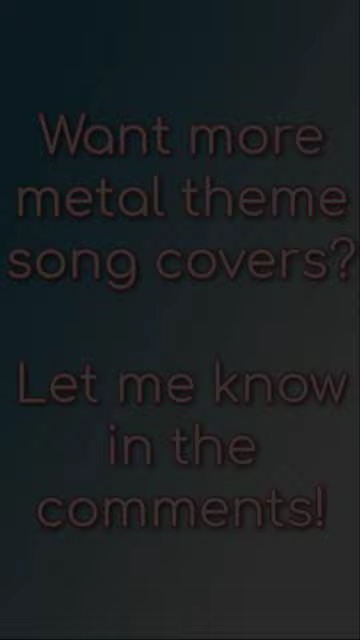 Want more
metal theme
song covers?
Let me know
in the
comments!